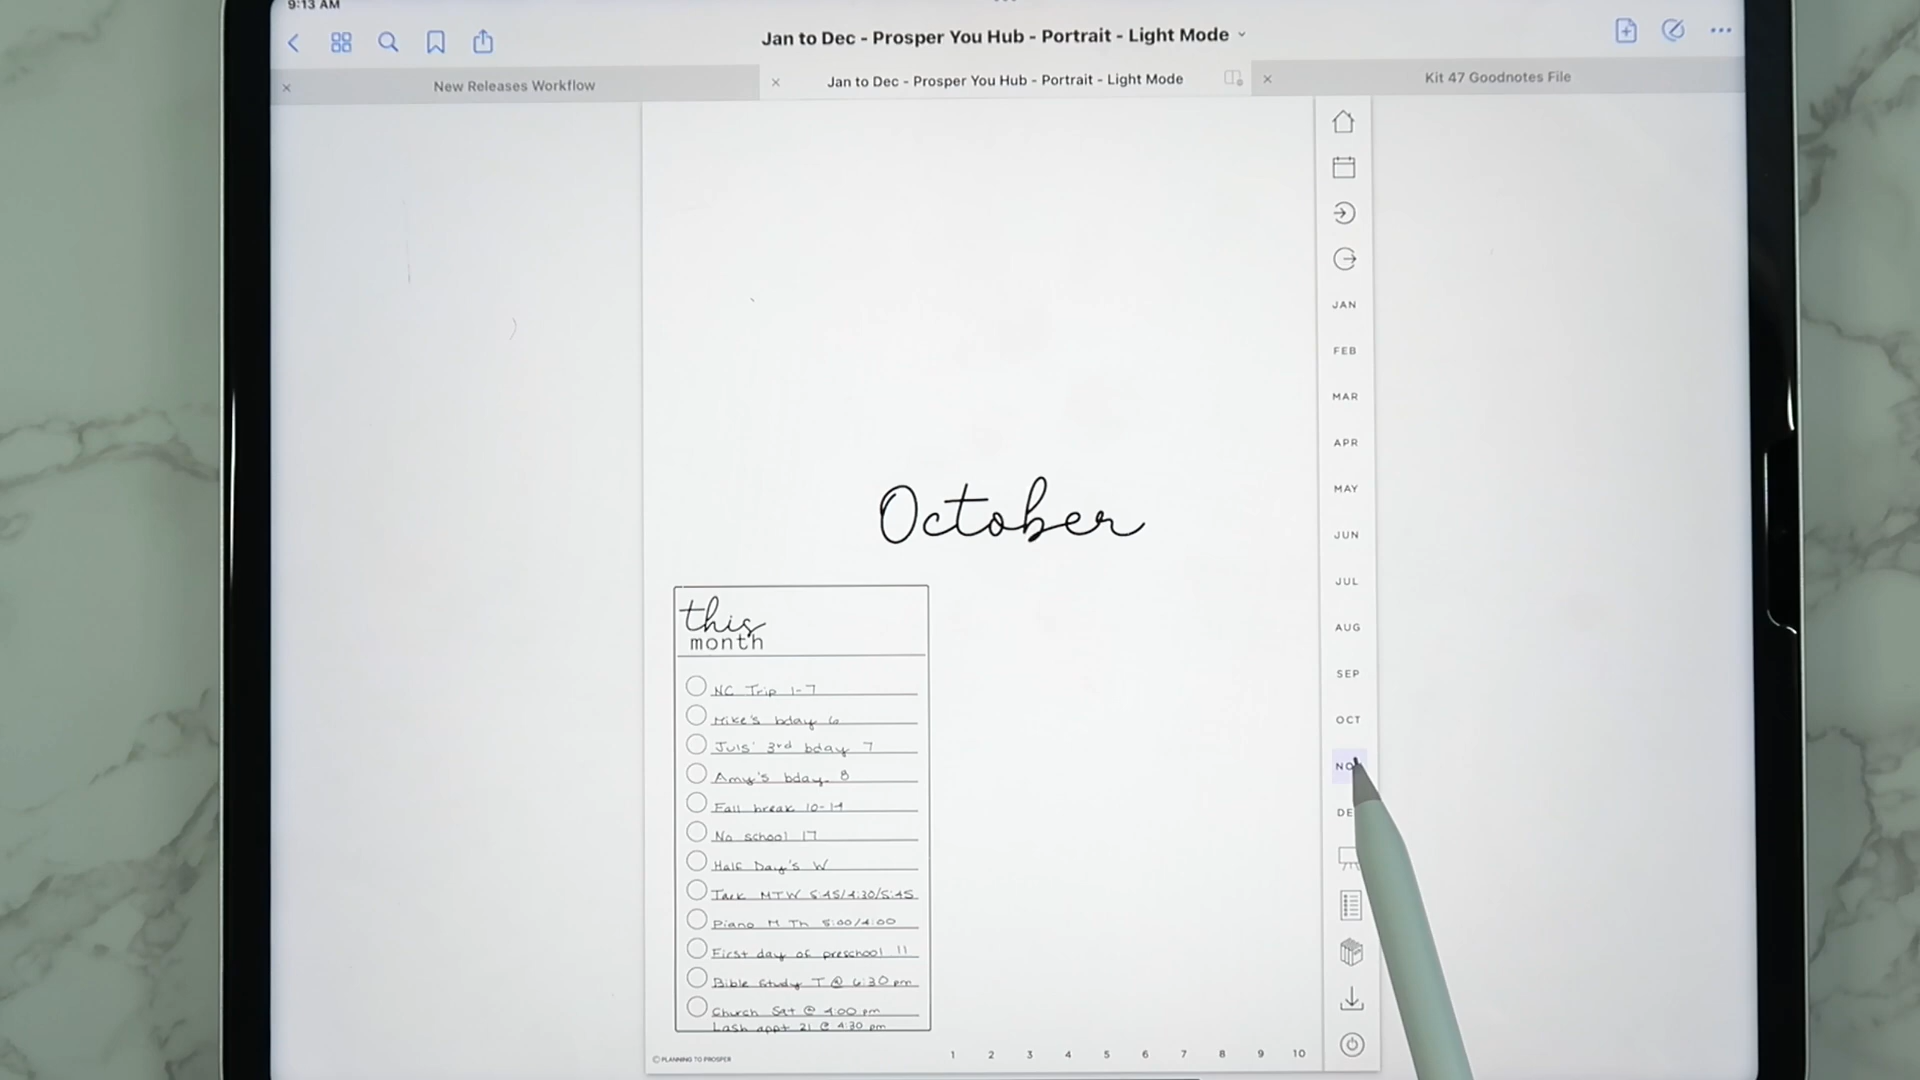 9:13 AM
Jan to Dec - Prosper You Hub - Portrait - Light Mode
New Releases Workflow
Jan to Dec - Prosper You Hub - Portrait - Light Mode
Kit 47 Goodnotes File
JAN
FEB
MAR
APR
MAY
JUN
JUL
AUG
SEP
OCT
NO
DE
October
this
month
NC Trip 1-7
Mike's bday 6
Juls' 3rd bday 7
Amy's bday 8
Fall break 10-14
No school 17
Half Day's W
MTW 5:45/4:30/5:45
Piano M Th 5:00/4:00
First day of preschool 11
Bible Study T @ 6:30 pm
Church Sat @ 4:00 pm
Lash appt 21 @ 4:30 pm
© PLANNING TO PROSPER
1 2 3 4 5 6 7 8 9 10